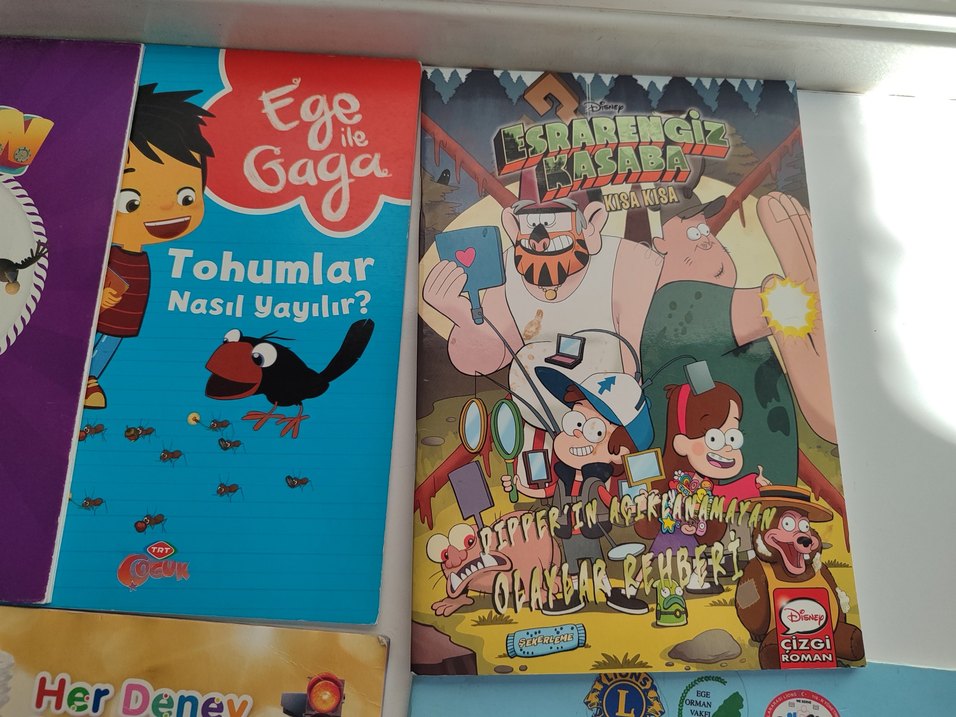 Ege
ile
Gaga
Tohumlar
Nasıl Yayılır?
TRT
ÇOCUK
Disney
ESRARENGİZ
KASABA
KISA KISA
DIPPER'IN AÇIKLANAMAYAN
OLAYLAR REHBERİ
ŞEKERLEME
Disney
ÇİZGİ
ROMAN
Her Deney
LIONS
L
EGE
ORMAN
VAKFI